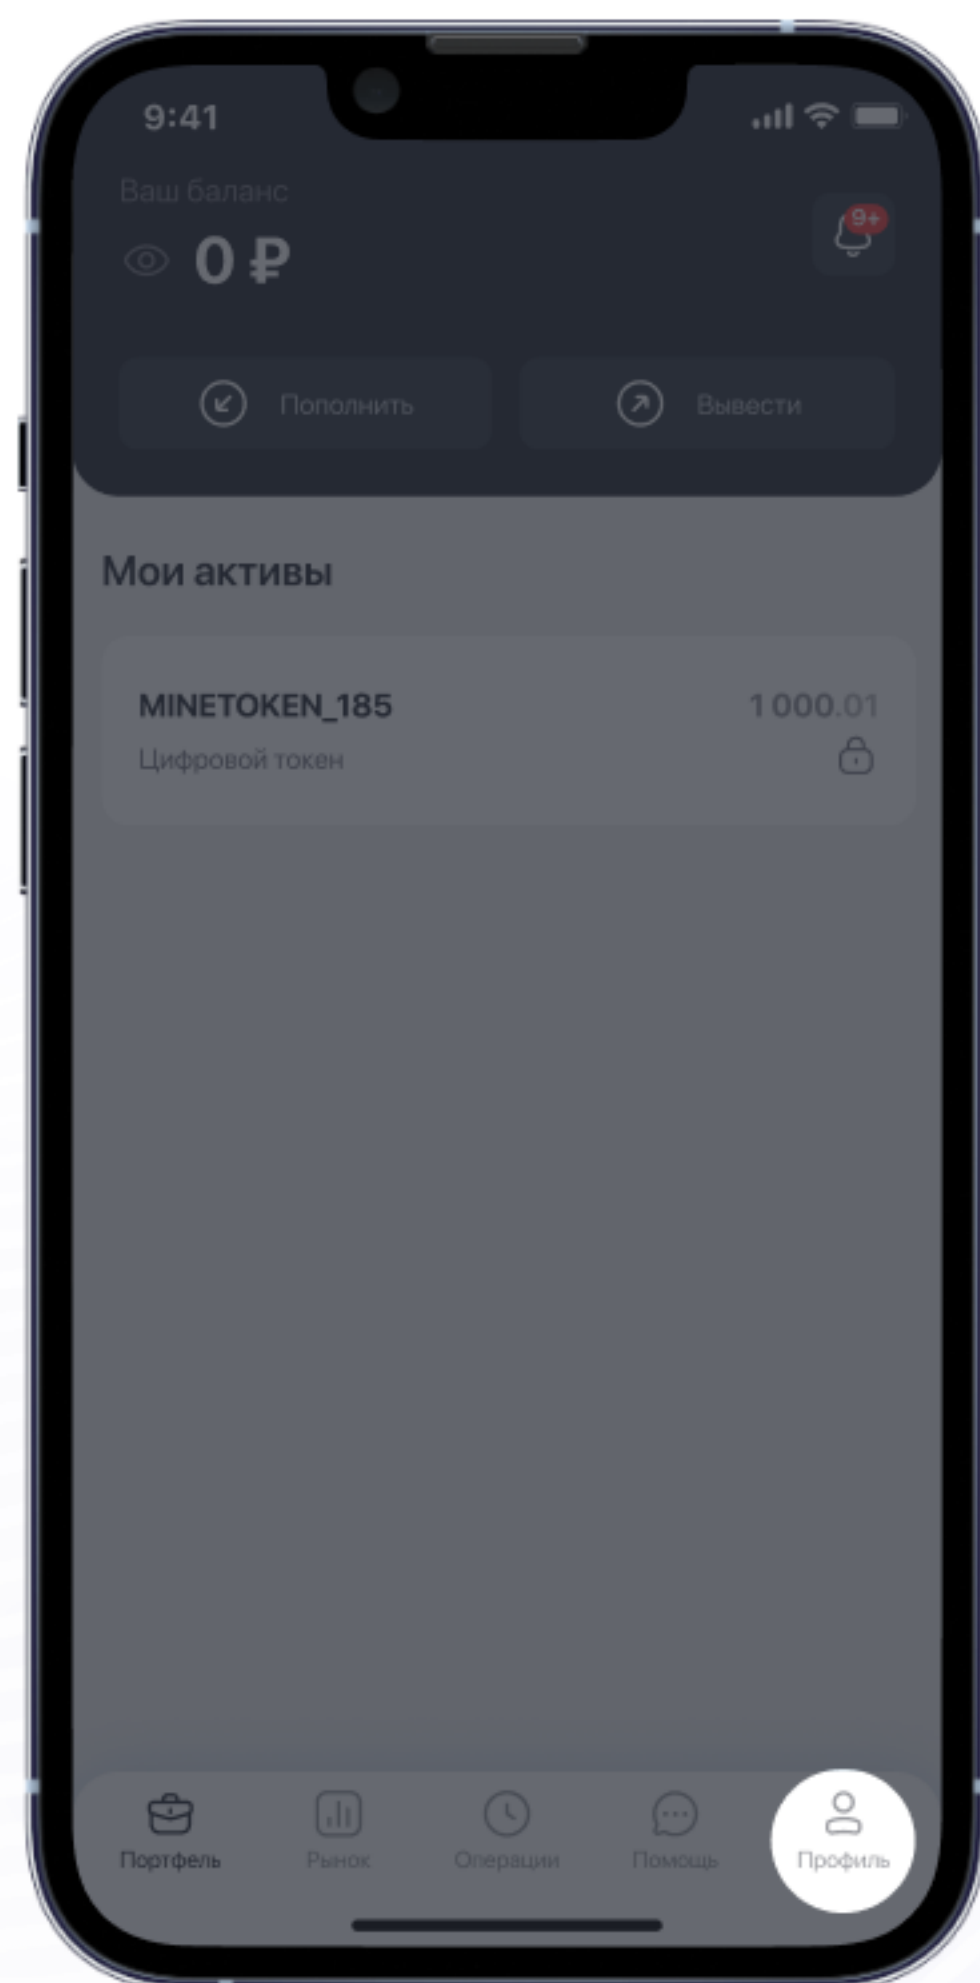 9:41
Ваш баланс
0 ₽
9+
Пополнить
Вывести
Мои активы
MINETOKEN_185
1 000.01
Цифровой токен
Портфель
Рынок
Операции
Помощь
Профиль